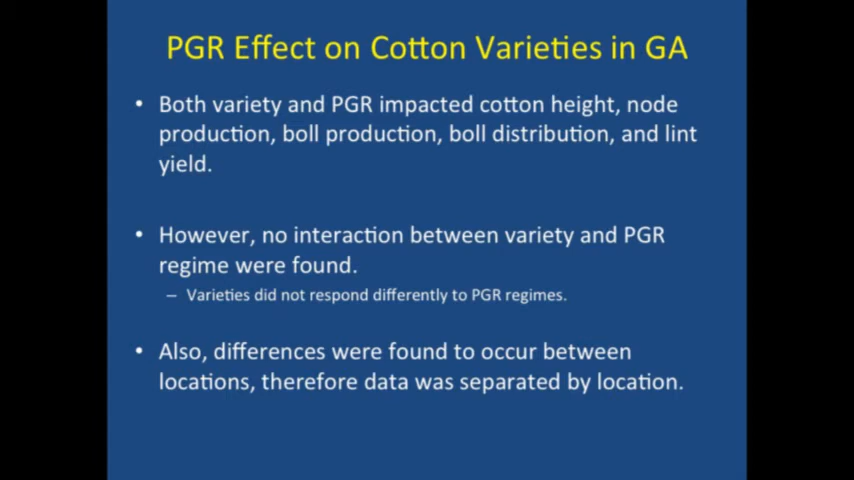 PGR Effect on Cotton Varieties in GA
• Both variety and PGR impacted cotton height, node
production, boll production, boll distribution, and lint
yield.
• However, no interaction between variety and PGR
regime were found.
– Varieties did not respond differently to PGR regimes.
• Also, differences were found to occur between
locations, therefore data was separated by location.